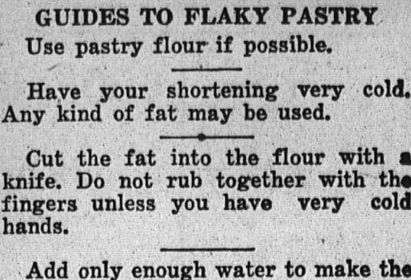 GUIDES TO FLAKY PASTRY
Use pastry flour if possible.
Have your shortening very cold.
Any kind of fat may be used.
Cut the fat into the flour with a
knife. Do not rub together with the
fingers unless you have very cold
hands.
Add only enough water to make the